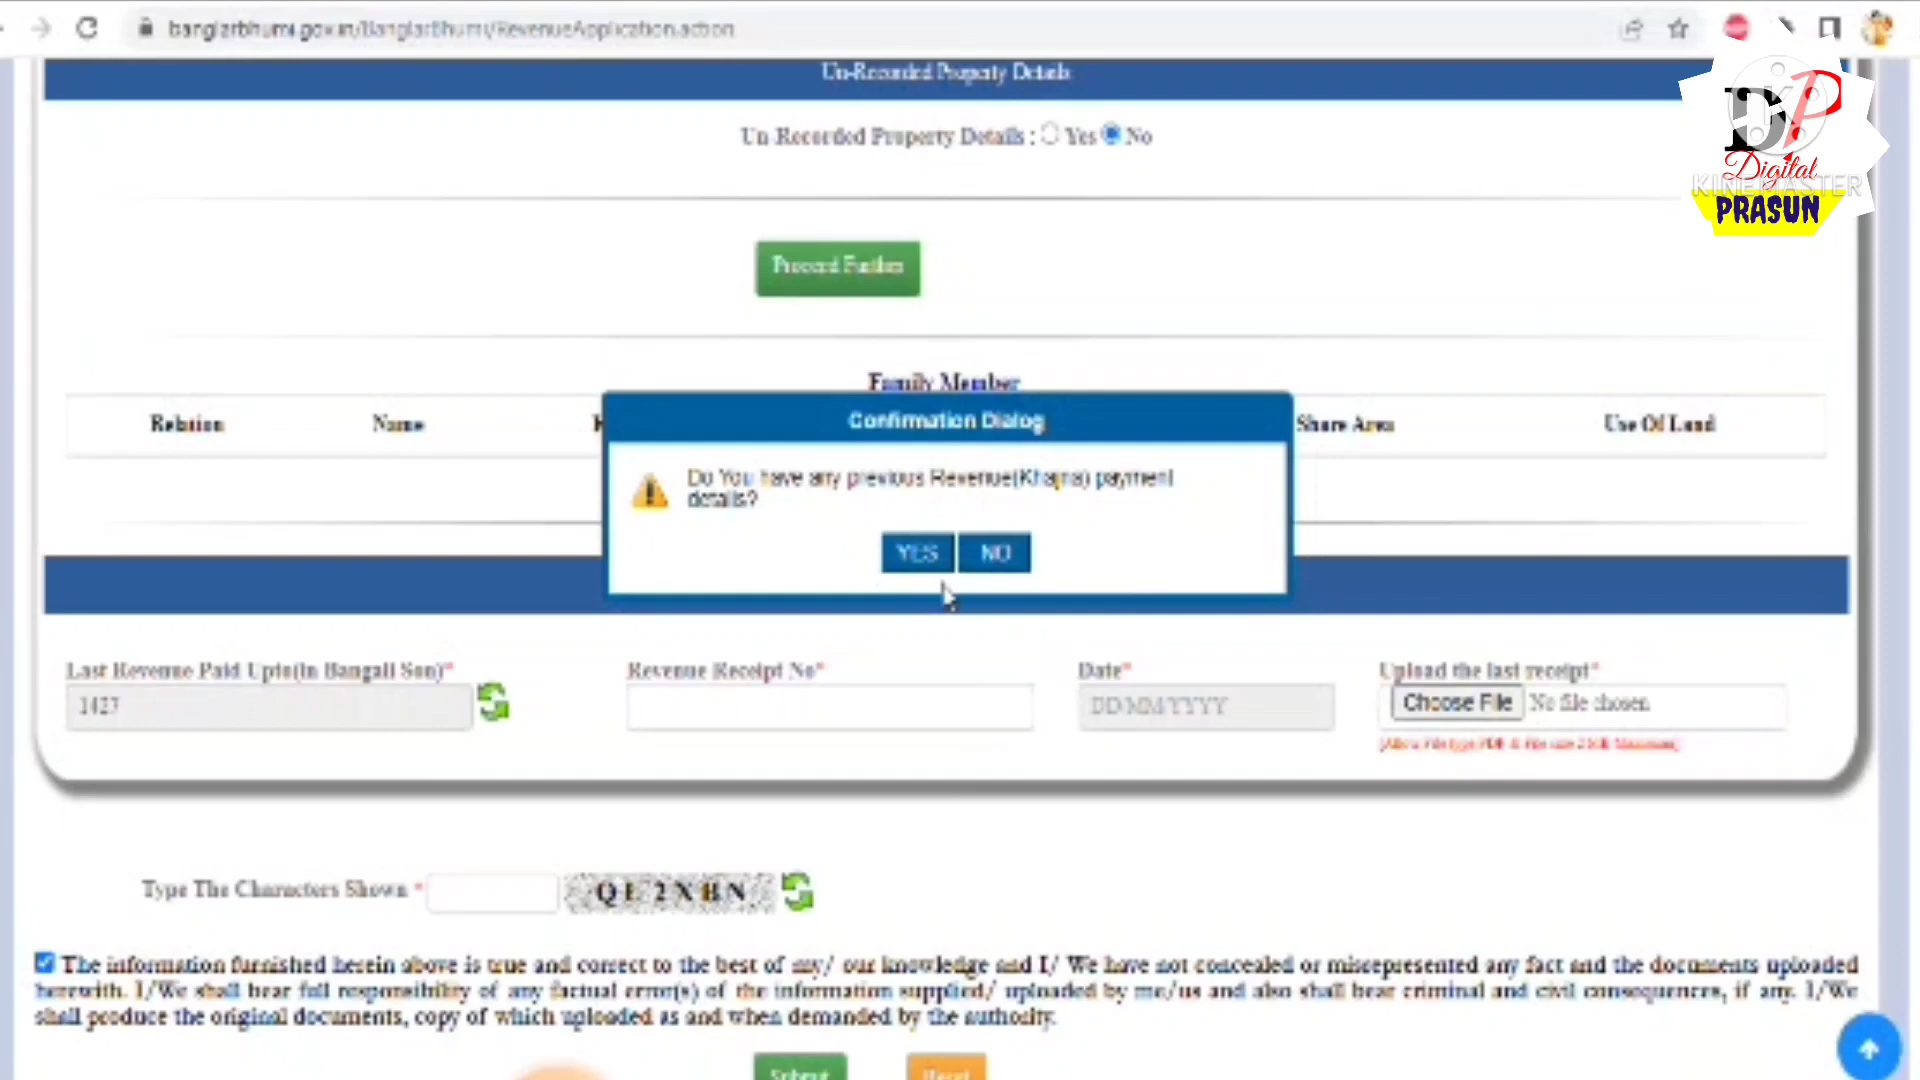 banglarbhumi.gov.in/BanglarBhumi/RevenueApplication.action
Un-Recorded Property Details
Un-Recorded Property Details : Yes No
DKP
Digital
KINEMASTER
PRASUN
Proceed Further
Family Member
Relation Name Share Area Use Of Land
Confirmation Dialog
Do You have any previous Revenue(Khajna) payment
details?
YES NO
Last Revenue Paid Upto(In Bangali Son)* Revenue Receipt No* Date* Upload the last receipt*
1427 DD/MM/YYYY Choose File No file chosen
Type The Characters Shown *
The information furnished herein above is true and correct to the best of my/ our knowledge and I/ We have not concealed or misrepresented any fact and the documents uploaded
herewith. I/We shall bear full responsibility of any factual error(s) of the information supplied/ uploaded by me/us and also shall bear criminal and civil consequences, if any. I/We
shall produce the original documents, copy of which uploaded as and when demanded by the authority.
Submit Reset